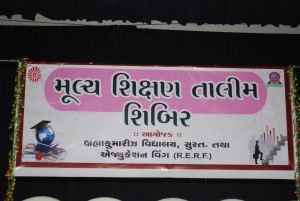 મૂલ્ય શિક્ષણ તાલીમ
શિબિર
:: આયોજક ::
બ્રહ્માકુમારીઝ વિદ્યાલય, સુરત. તથા
એજ્યુકેશન વિંગ (R.E.R.F.)